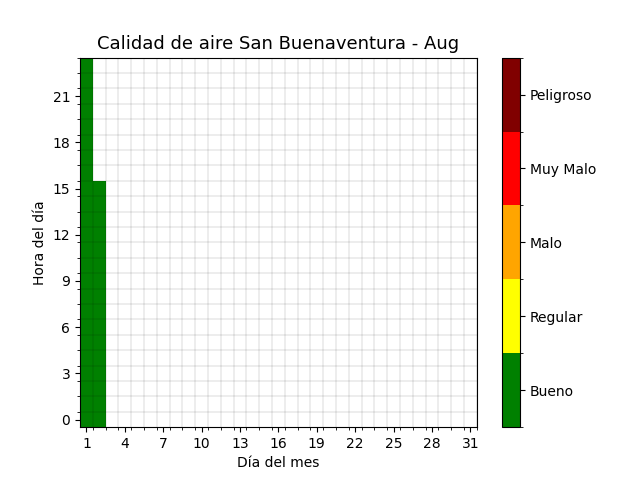 Calidad de aire San Buenaventura - Aug
Hora del día
21
18
15
12
9
6
3
0
1 4 7 10 13 16 19 22 25 28 31
Día del mes
Peligroso
Muy Malo
Malo
Regular
Bueno